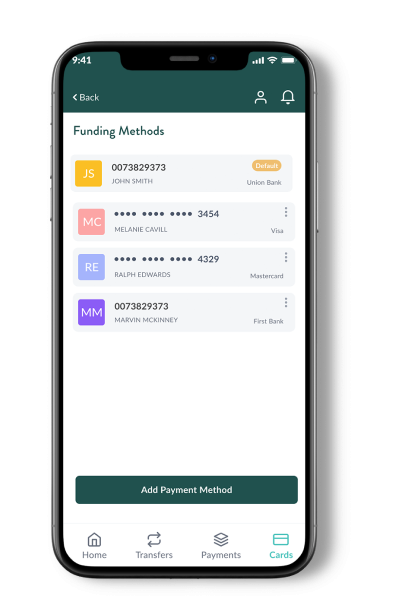 9:41
Back
Funding Methods
JS 0073829373 Default
JOHN SMITH Union Bank
MC •••• •••• •••• 3454
MELANIE CAVILL Visa
RE •••• •••• •••• 4329
RALPH EDWARDS Mastercard
MM 0073829373
MARVIN MCKINNEY First Bank
Add Payment Method
Home Transfers Payments Cards